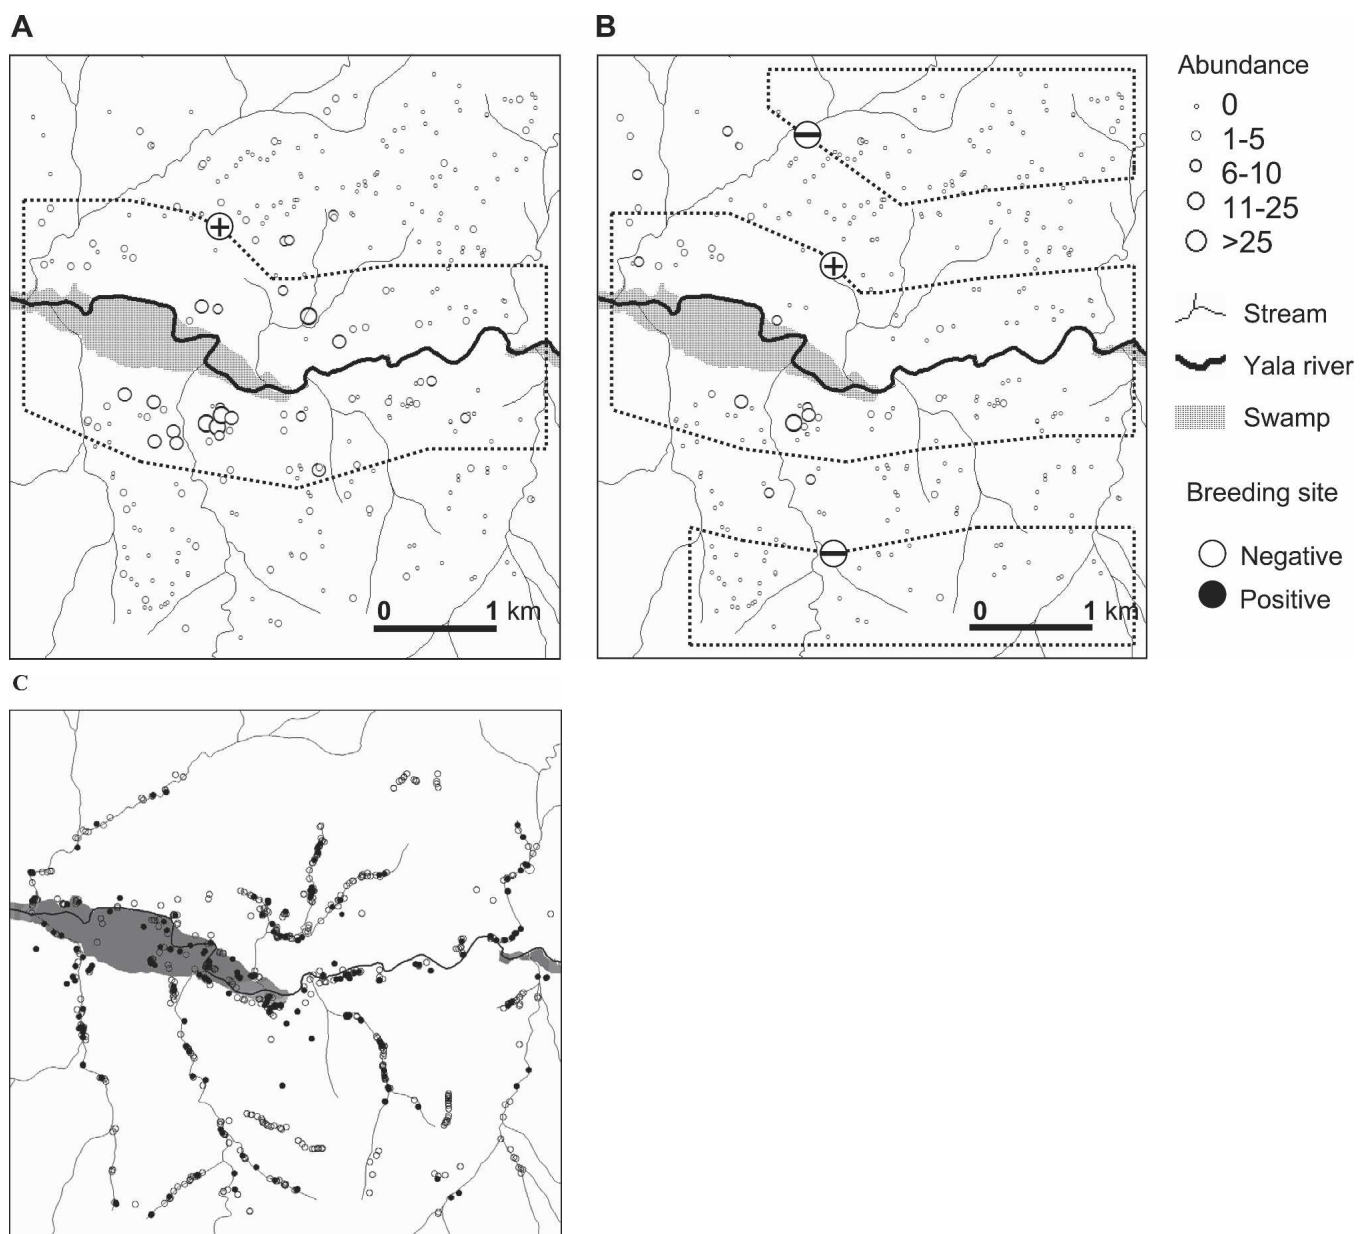 A
B
Abundance
0
1-5
6-10
11-25
>25
Stream
Yala river
Swamp
Breeding site
Negative
Positive
0 1 km
0 1 km
C